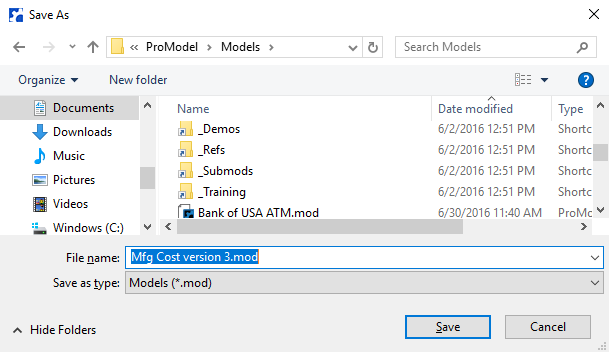 Save As
« ProModel > Models >
Search Models
Organize
New folder
Documents
Downloads
Music
Pictures
Videos
Windows (C:)
Name Date modified Type
_Demos 6/2/2016 12:51 PM Shortc
_Refs 6/2/2016 12:51 PM Shortc
_Submods 6/2/2016 12:51 PM Shortc
_Training 6/2/2016 12:51 PM Shortc
Bank of USA ATM.mod 6/30/2016 11:40 AM ProMo
File name: Mfg Cost version 3.mod
Save as type: Models (*.mod)
Hide Folders
Save
Cancel